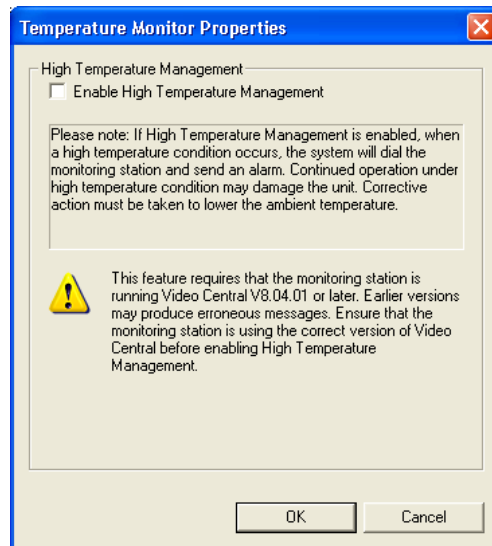 Temperature Monitor Properties
High Temperature Management
Enable High Temperature Management
Please note: If High Temperature Management is enabled, when
a high temperature condition occurs, the system will dial the
monitoring station and send an alarm. Continued operation under
high temperature condition may damage the unit. Corrective
action must be taken to lower the ambient temperature.
This feature requires that the monitoring station is
running Video Central V8.04.01 or later. Earlier versions
may produce erroneous messages. Ensure that the
monitoring station is using the correct version of Video
Central before enabling High Temperature
Management.
OK
Cancel